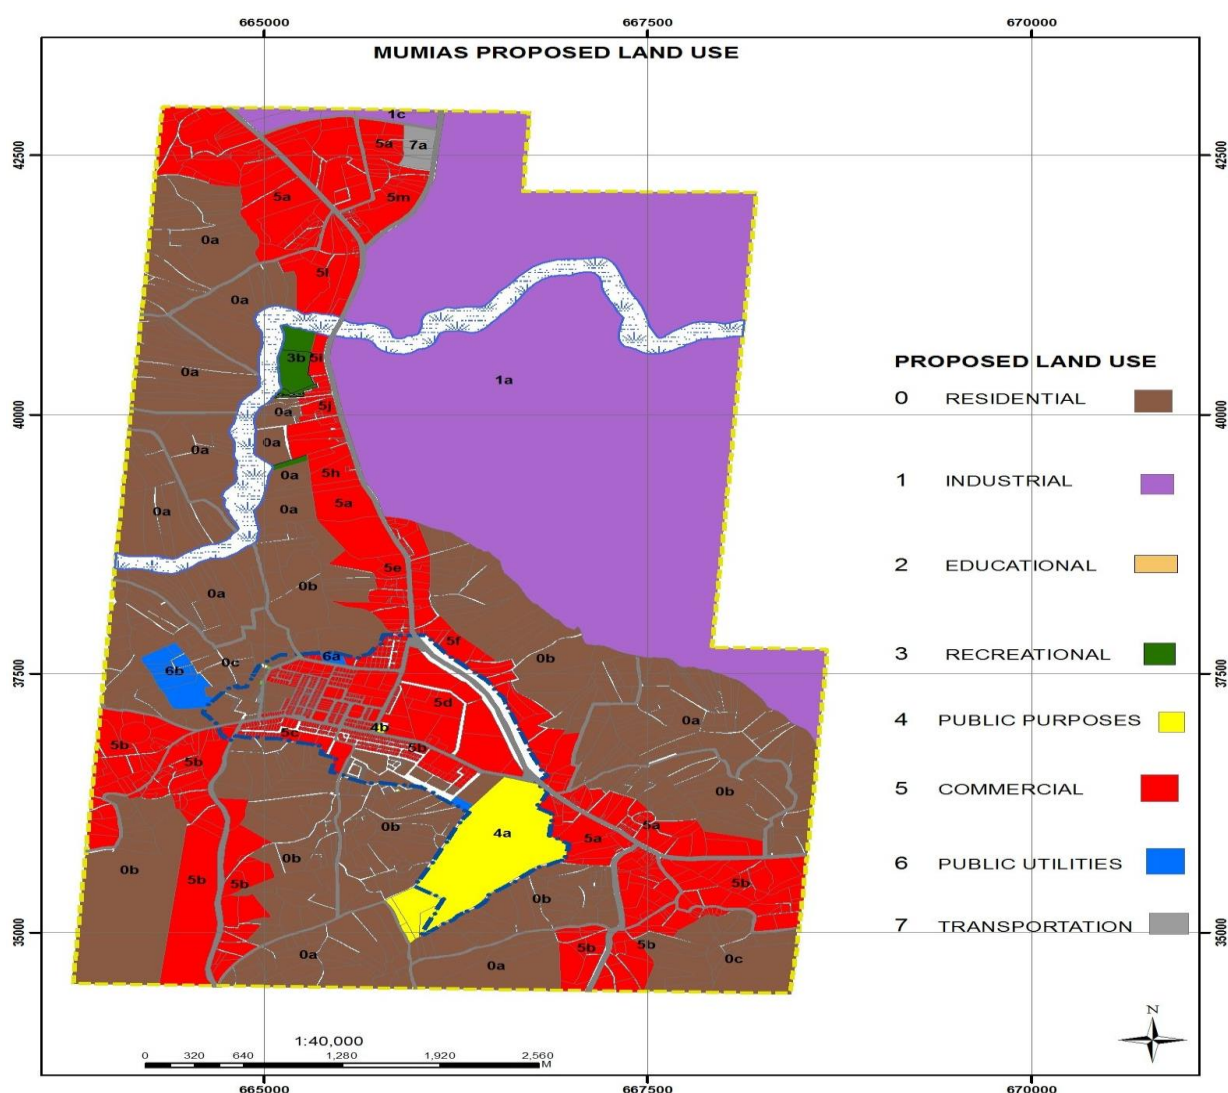 665000 667500 670000
MUMIAS PROPOSED LAND USE
1c
5a 7a
42500 42500
5a 5m
0a
5l
0a
3b 5i
0a 1a
PROPOSED LAND USE
0 RESIDENTIAL
0a 5j
40000 40000
0a 0a
0a 5h
1 INDUSTRIAL
0a 0a 5a
5e
2 EDUCATIONAL
0a 0b
5f
6b 0c 6a 0b
3 RECREATIONAL
37500 37500
5d
0a
4 PUBLIC PURPOSES
5b 5c 4b 5b
5b
0b
5 COMMERCIAL
0b 4a 5a 5a
0b
6 PUBLIC UTILITIES
0b 5b 5b 5b
0b
7 TRANSPORTATION
35000 35000
5b 5b
0a 0a 0c
N
1:40,000
0 320 640 1,280 1,920 2,560
M
665000 667500 670000